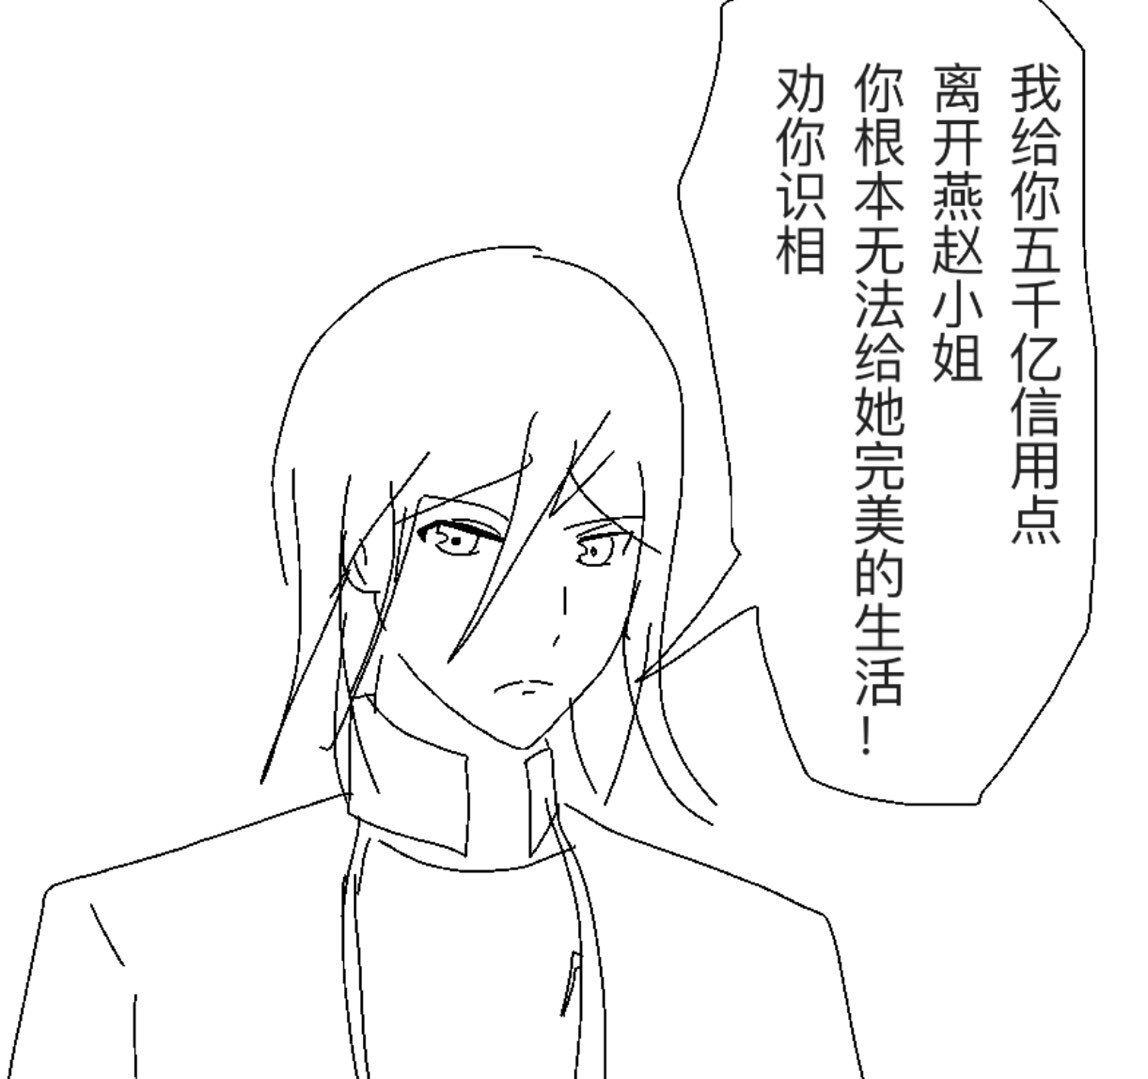 我给你五千亿信用点
离开燕赵小姐
你根本无法给她完美的生活！
劝你识相